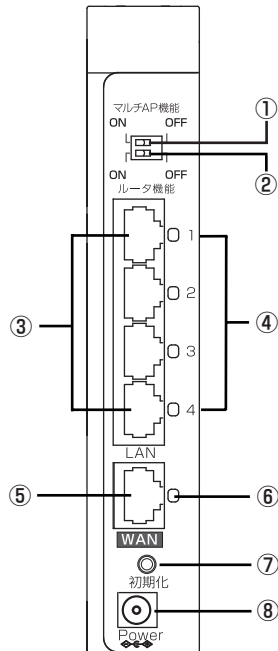 マルチAP機能
ON OFF
①
②
ON OFF
ルータ機能
1
2
③ ④
3
4
LAN
⑤ ⑥
WAN
⑦
初期化
⑧
Power